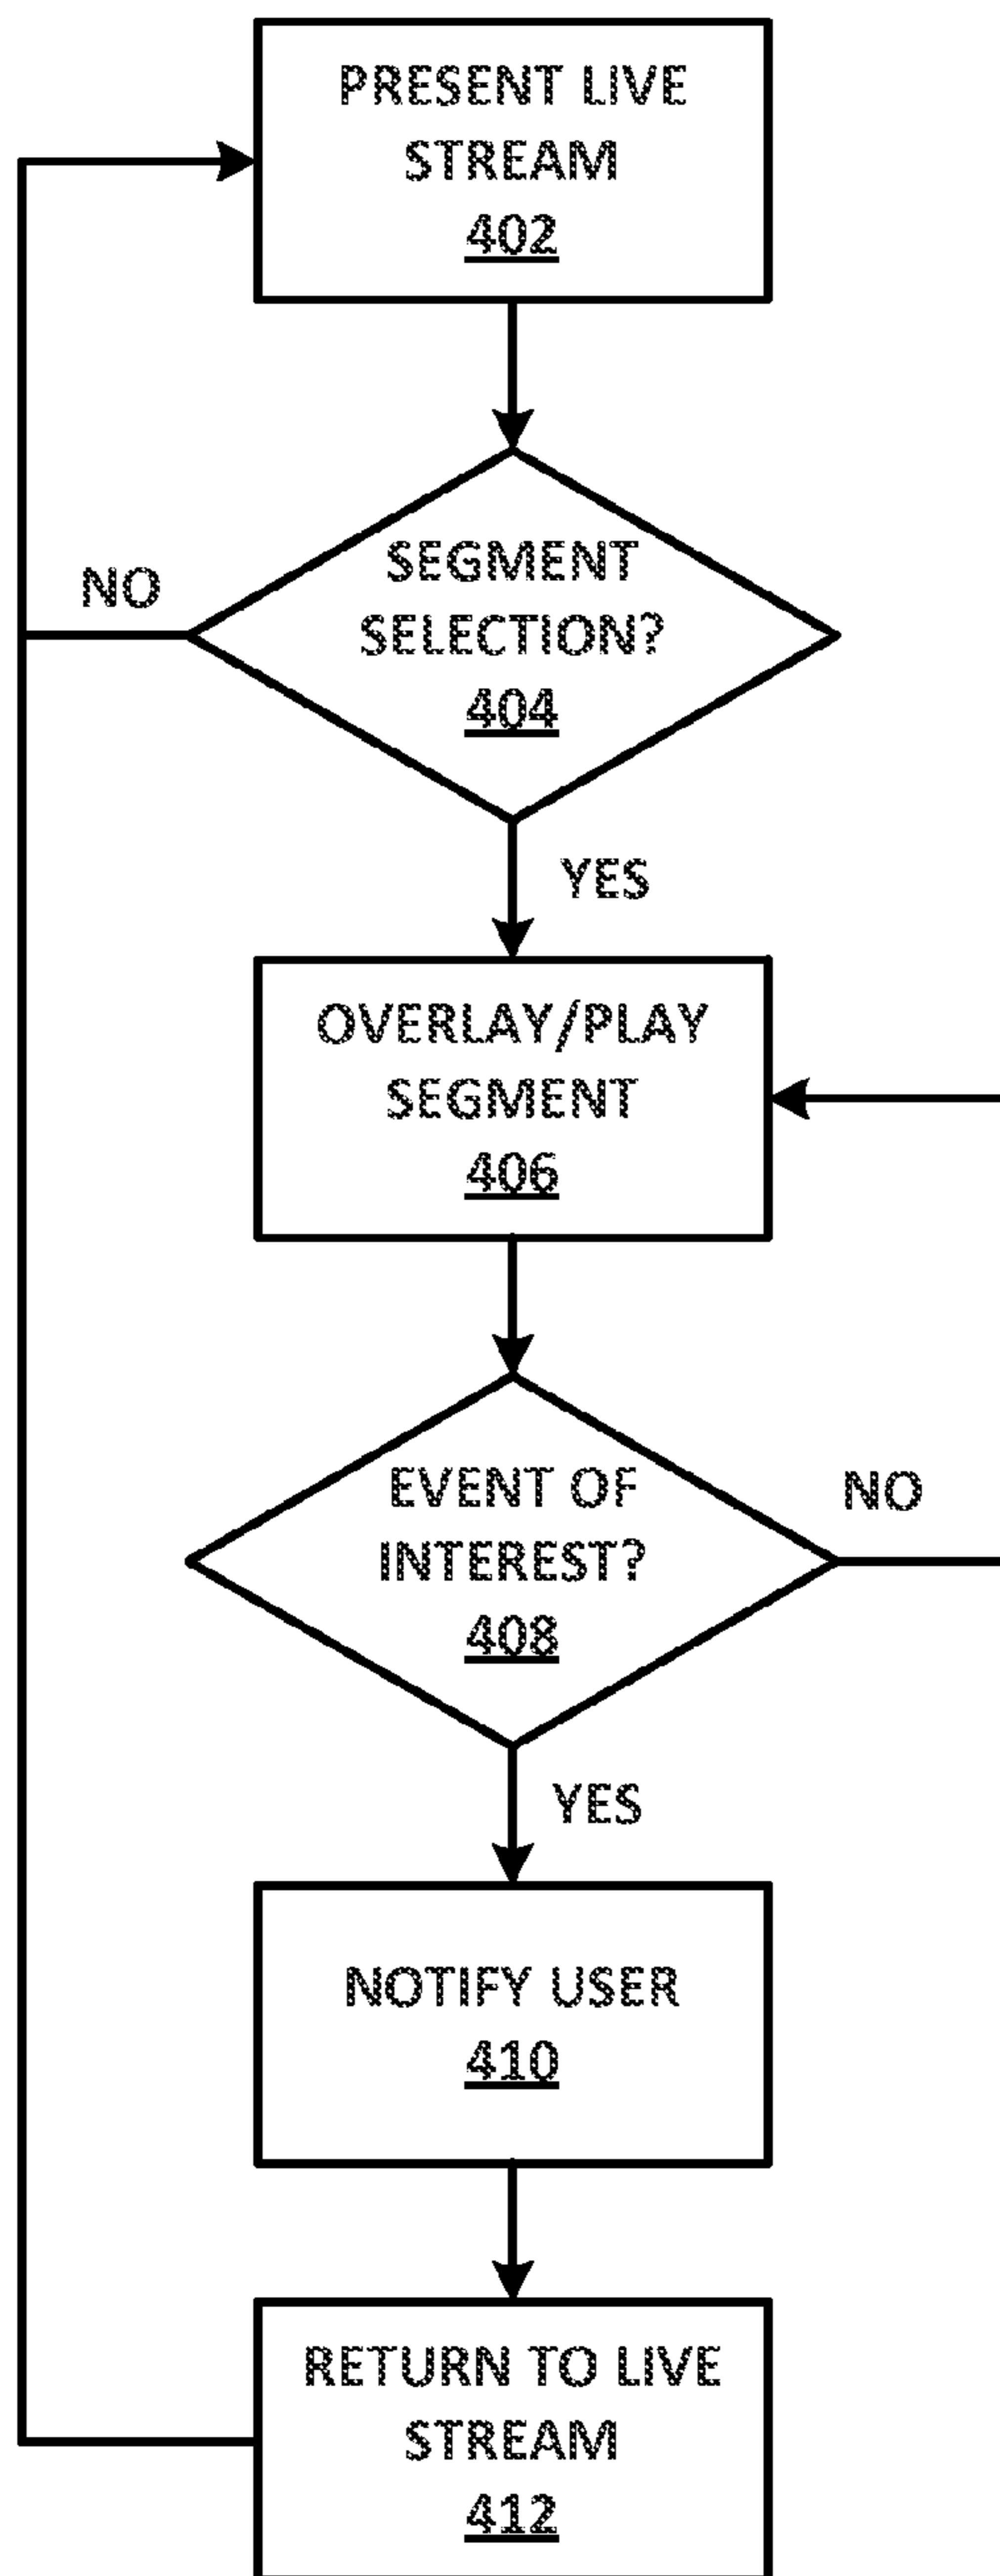 PRESENT LIVE
STREAM
402
SEGMENT
SELECTION?
404
NO
YES
OVERLAY/PLAY
SEGMENT
406
EVENT OF
INTEREST?
408
NO
YES
NOTIFY USER
410
RETURN TO LIVE
STREAM
412